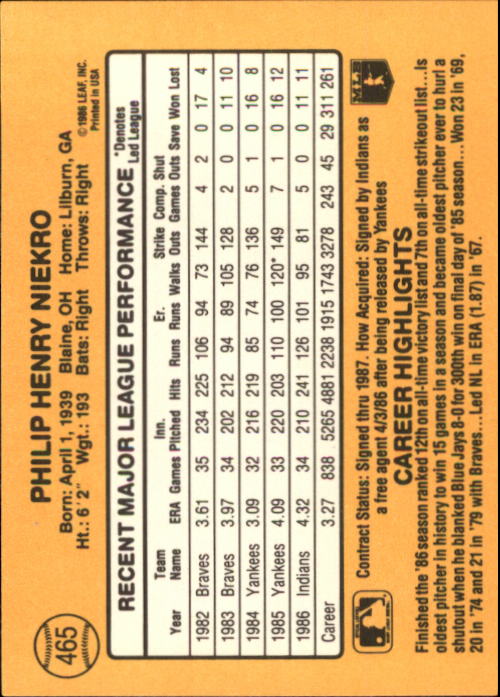 465
PHILIP HENRY NIEKRO
Born: April 1, 1939 Blaine, OH Home: Lilburn, GA
Ht.: 6'2" Wgt.: 193 Bats: Right Throws: Right
©1986 LEAF, INC.
Printed in USA
RECENT MAJOR LEAGUE PERFORMANCE *Denotes Led League
Year Team Name ERA Games Inn. Pitched Hits Runs Er. Runs Walks Strike Outs Comp. Games Shut Outs Save Won Lost
1982 Braves 3.61 35 234 225 106 94 73 144 4 2 0 17 4
1983 Braves 3.97 34 202 212 94 89 105 128 2 0 0 11 10
1984 Yankees 3.09 32 216 219 85 74 76 136 5 1 0 16 8
1985 Yankees 4.09 33 220 203 110 100 120* 149 7 1 0 16 12
1986 Indians 4.32 34 210 241 126 101 95 81 5 0 0 11 11
Career 3.27 838 5265 4881 2238 1915 1743 3278 243 45 29 311 261
Contract Status: Signed thru 1987. How Acquired: Signed by Indians as
a free agent 4/3/86 after being released by Yankees
MLB
CAREER HIGHLIGHTS
Finished the '86 season ranked 12th on all-time victory list and 7th on all-time strikeout list...Is
oldest pitcher in history to win 15 games in a season and became oldest pitcher ever to hurl a
shutout when he blanked Blue Jays 8-0 for 300th win on final day of '85 season...Won 23 in '69,
20 in '74 and 21 in '79 with Braves...Led NL in ERA (1.87) in '67.